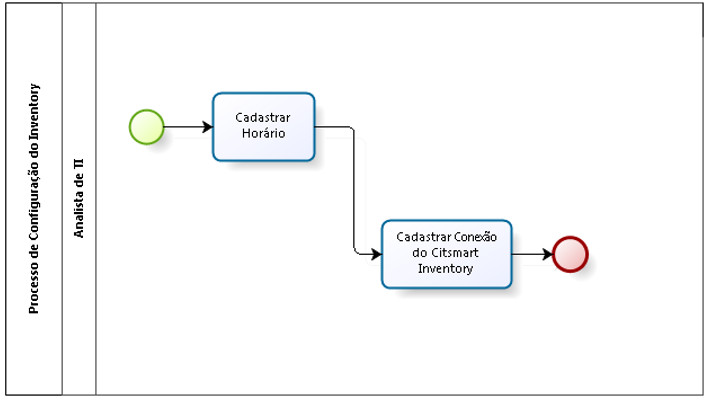 Processo de Configuração do Inventory
Analista de TI
Cadastrar
Horário
Cadastrar Conexão
do Citsmart
Inventory